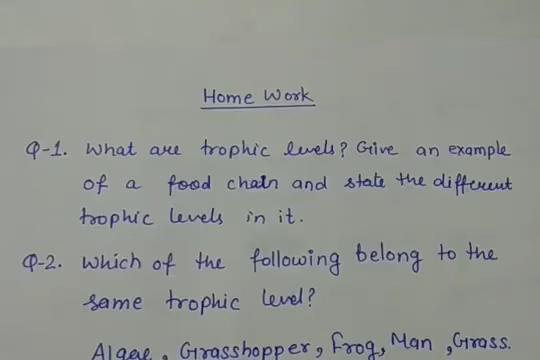 Home Work
Q-1. What are trophic levels? Give an example
of a food chain and state the different
trophic levels in it.
Q-2. Which of the following belong to the
same trophic level?
Algae, Grasshopper, Frog, Man, Grass.